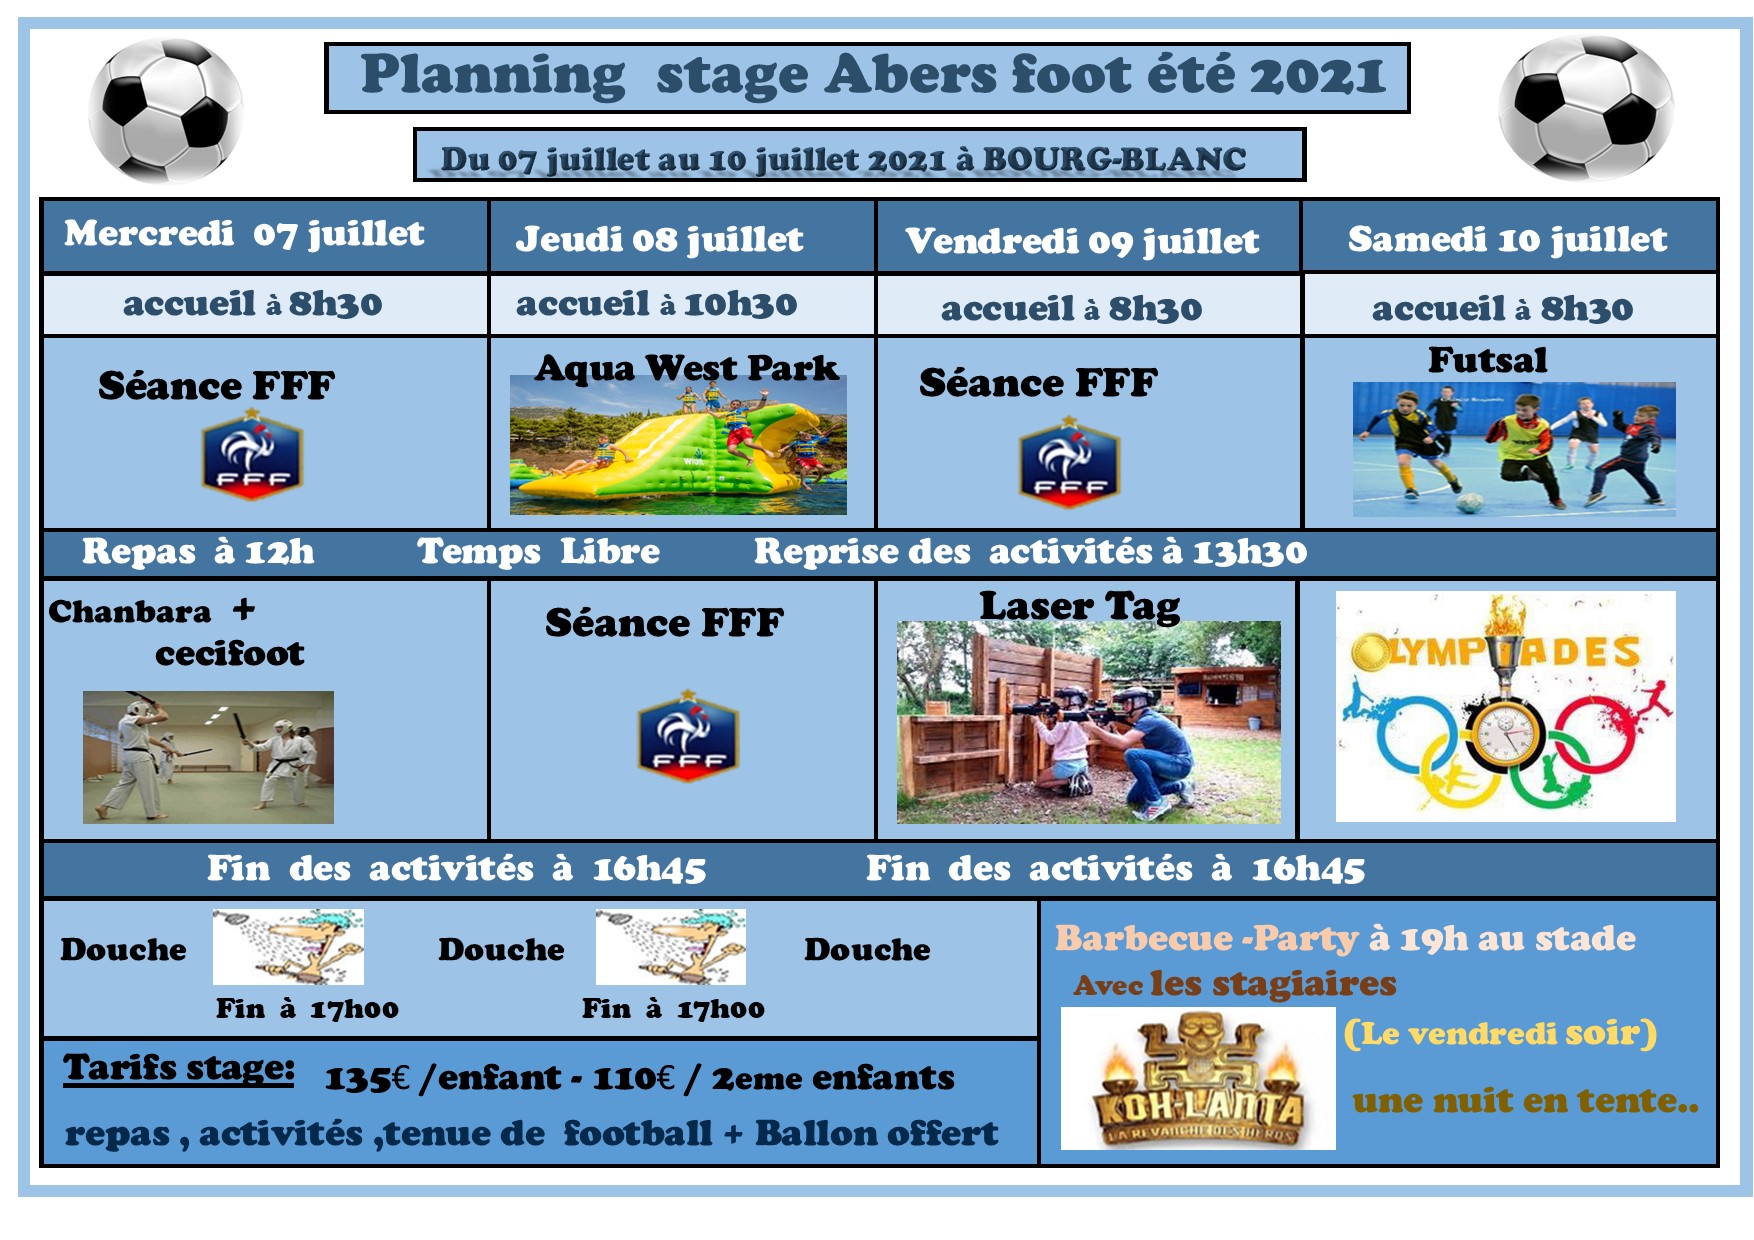 Planning stage Abers foot été 2021
Du 07 juillet au 10 juillet 2021 à BOURG-BLANC
Mercredi 07 juillet
Jeudi 08 juillet
Vendredi 09 juillet
Samedi 10 juillet
accueil à 8h30
accueil à 10h30
accueil à 8h30
accueil à 8h30
Séance FFF
FFF
Aqua West Park
Séance FFF
FFF
Futsal
Repas à 12h Temps Libre Reprise des activités à 13h30
Chanbara +
cecifoot
Séance FFF
FFF
Laser Tag
OLYMPIADES
Fin des activités à 16h45 Fin des activités à 16h45
Douche Douche Douche
Fin à 17h00 Fin à 17h00
Barbecue -Party à 19h au stade
Avec les stagiaires
(Le vendredi soir)
une nuit en tente..
KOH-LANTA
LA REVANCHE DES HEROS
Tarifs stage: 135€ /enfant - 110€ / 2eme enfants
repas , activités ,tenue de football + Ballon offert